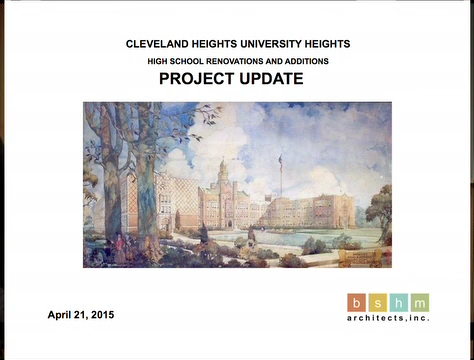 CLEVELAND HEIGHTS UNIVERSITY HEIGHTS
HIGH SCHOOL RENOVATIONS AND ADDITIONS
PROJECT UPDATE
April 21, 2015
b s h m
architects,inc.